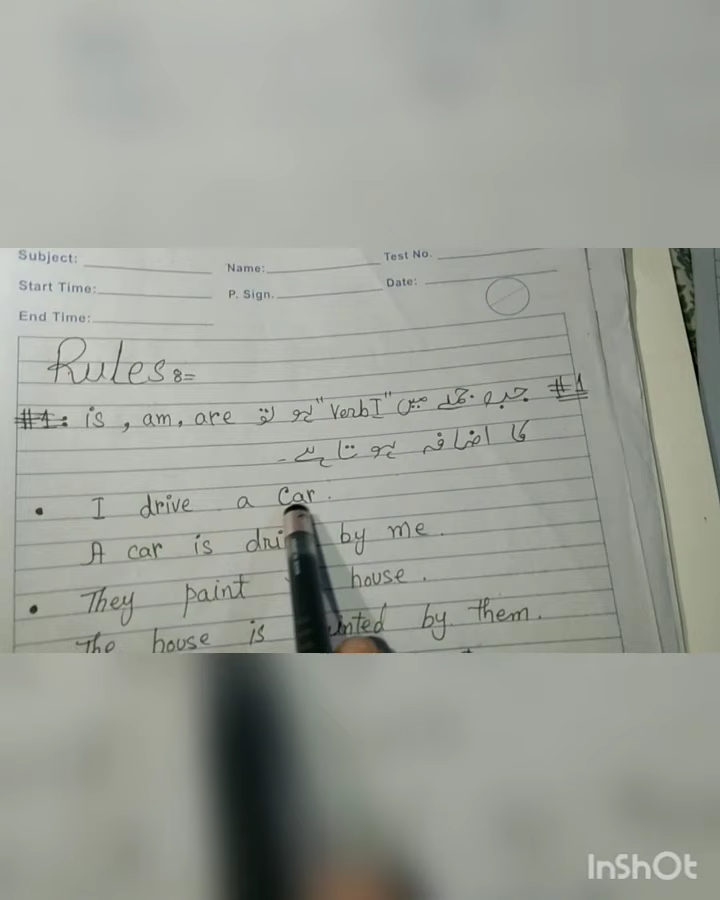 Subject:
Name:
Test No.
Start Time:
P. Sign.
Date:
End Time:
Rules:=
#1 جب جملے میں "Verb I" ہو تو is, am, are
کا اضافہ ہوتا ہے۔
• I drive a car.
A car is by me.
• They paint house.
The house is by them.
InShOt